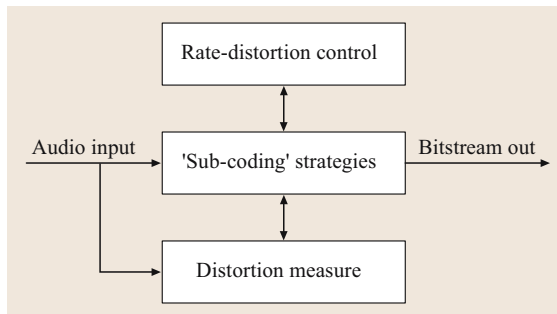 Rate-distortion control
Audio input
'Sub-coding' strategies
Bitstream out
Distortion measure